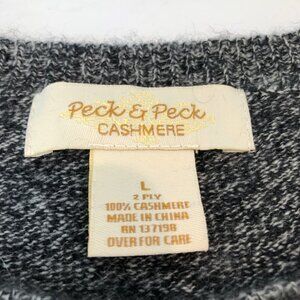 Peck & Peck
CASHMERE
L
2 PLY
100% CASHMERE
MADE IN CHINA
RN 137198
OVER FOR CARE